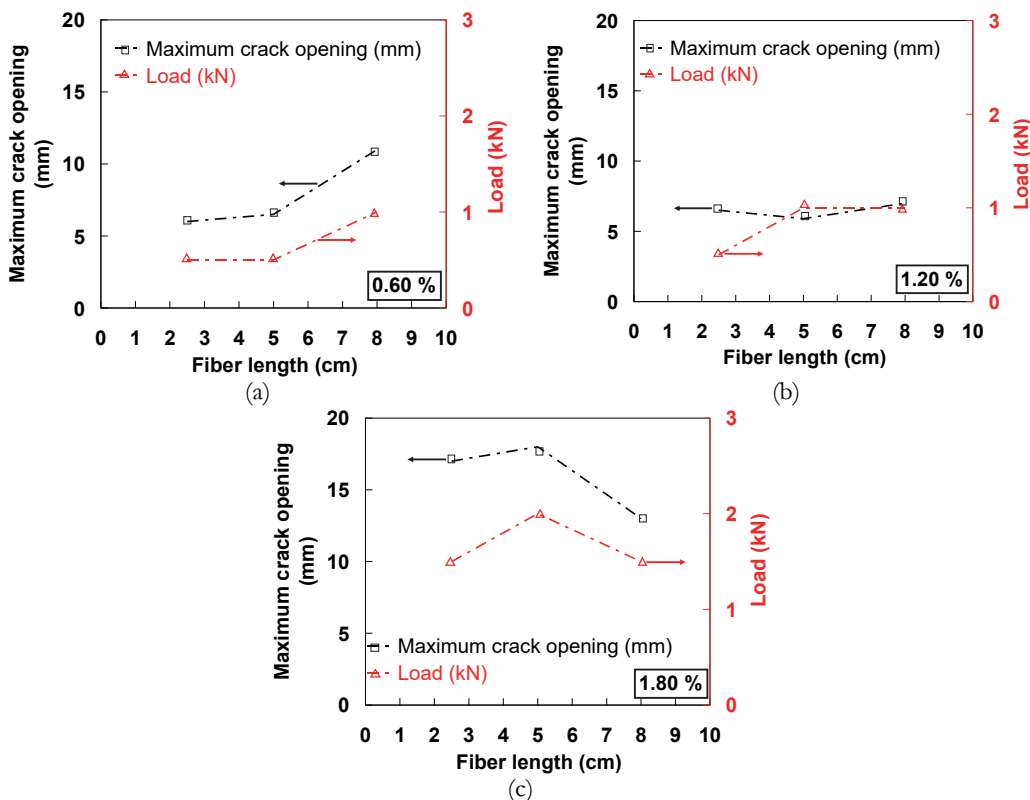 20
15
10
5
0
Maximum crack opening
(mm)
Maximum crack opening (mm)
Load (kN)
3
2
1
0
Load (kN)
0.60 %
0 1 2 3 4 5 6 7 8 9 10
Fiber length (cm)
(a)
20
15
10
5
0
Maximum crack opening
(mm)
Maximum crack opening (mm)
Load (kN)
3
2
1
0
Load (kN)
1.20 %
0 1 2 3 4 5 6 7 8 9 10
Fiber length (cm)
(b)
20
15
10
5
0
Maximum crack opening
(mm)
Maximum crack opening (mm)
Load (kN)
3
2
1
0
Load (kN)
1.80 %
0 1 2 3 4 5 6 7 8 9 10
Fiber length (cm)
(c)